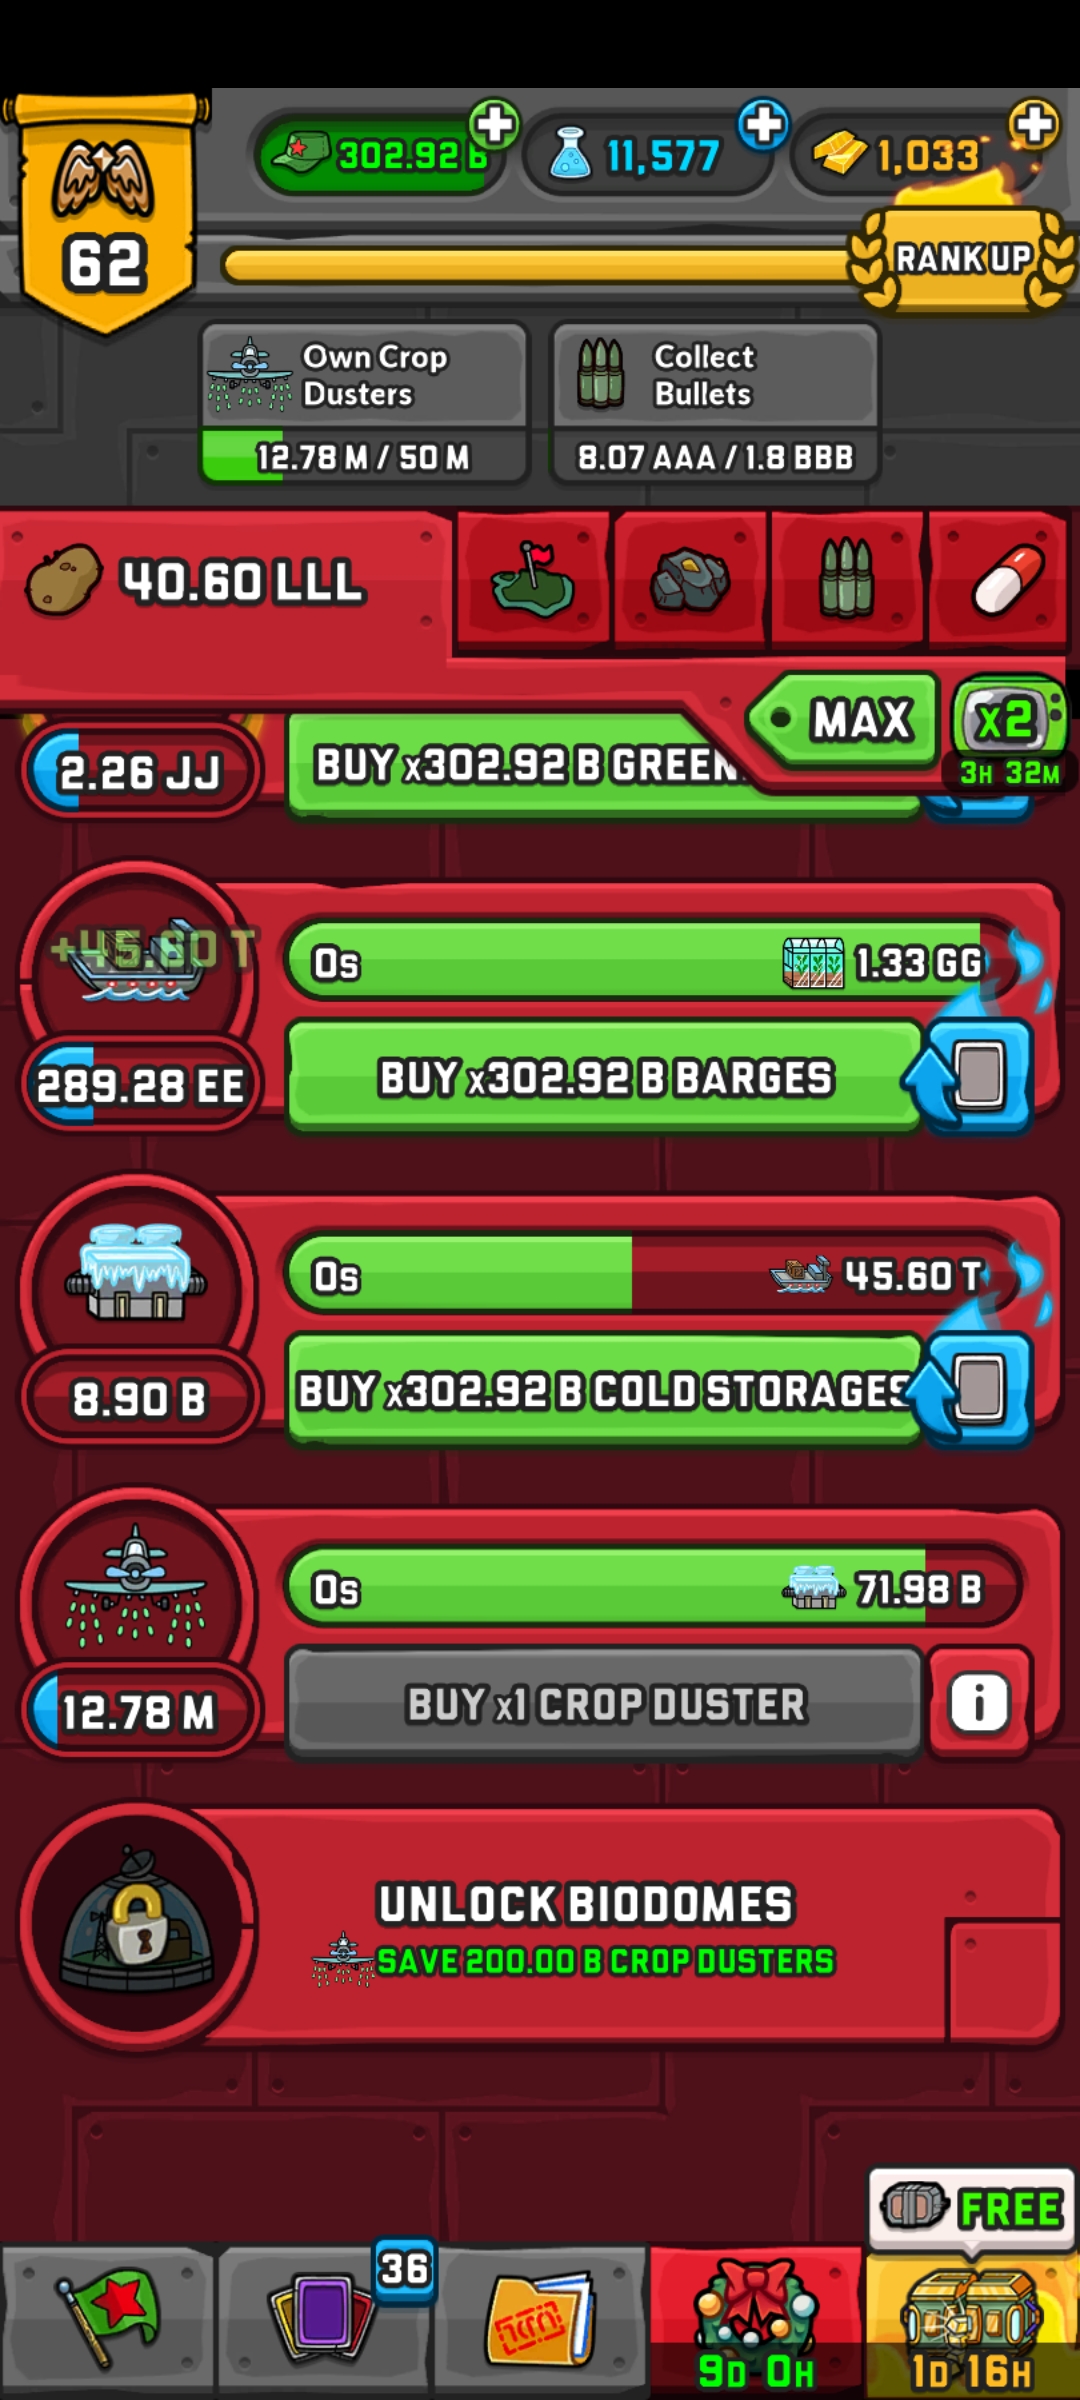 302.92 B
11,577
1,033
62
RANK UP
Own Crop
Dusters
12.78 M / 50 M
Collect
Bullets
8.07 AAA / 1.8 BBB
40.60 LLL
MAX
x2
3H 32M
2.26 JJ
BUY x302.92 B GREEN
+45.60 T
0s
1.33 GG
289.28 EE
BUY x302.92 B BARGES
0s
45.60 T
8.90 B
BUY x302.92 B COLD STORAGES
0s
71.98 B
12.78 M
BUY x1 CROP DUSTER
i
UNLOCK BIODOMES
SAVE 200.00 B CROP DUSTERS
FREE
36
9D 0H
1D 16H